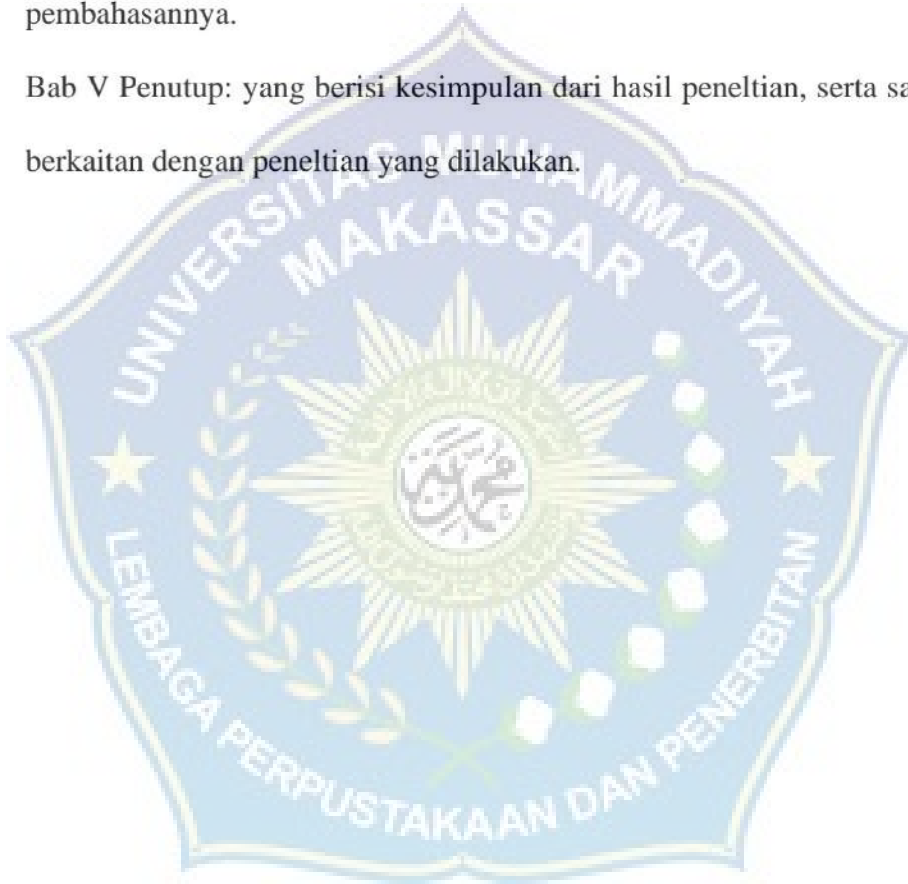 pembahasannya.
Bab V Penutup: yang berisi kesimpulan dari hasil peneltian, serta sa
berkaitan dengan peneltian yang dilakukan.
UNIVERSITAS MUHAMMADIYAH
MAKASSAR
LEMBAGA PERPUSTAKAAN DAN PENERBITAN
محمدية